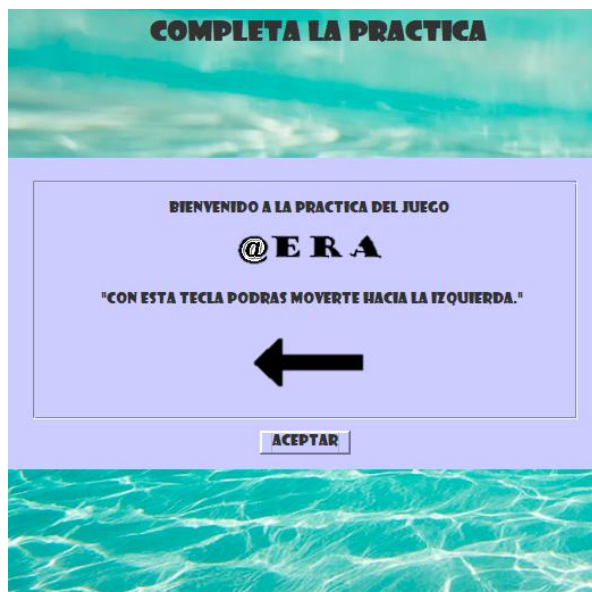 COMPLETA LA PRACTICA
BIENVENIDO A LA PRACTICA DEL JUEGO
@ERA
"CON ESTA TECLA PODRAS MOVERTE HACIA LA IZQUIERDA."
ACEPTAR